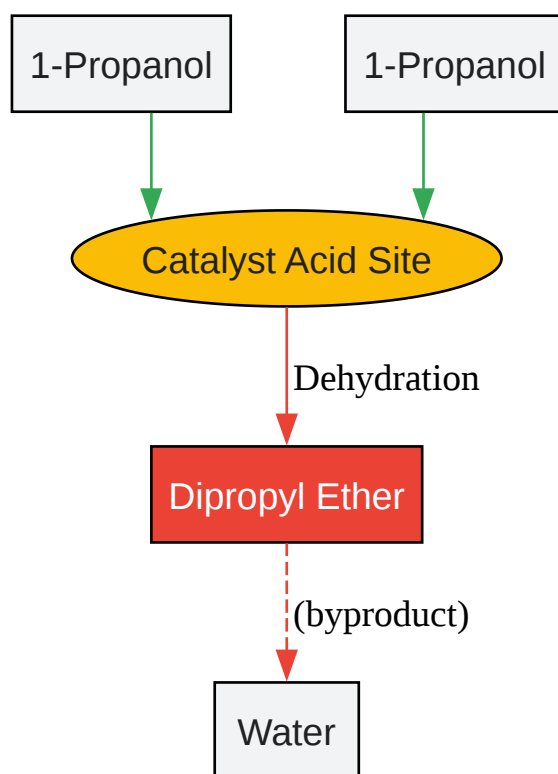 1-Propanol
1-Propanol
Catalyst Acid Site
Dehydration
Dipropyl Ether
(byproduct)
Water